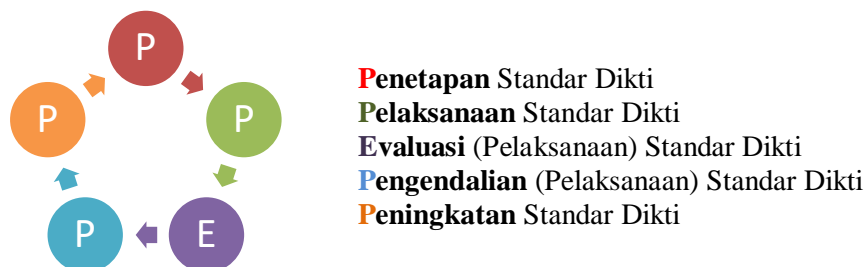 P
P
E
P
P
Penetapan Standar Dikti
Pelaksanaan Standar Dikti
Evaluasi (Pelaksanaan) Standar Dikti
Pengendalian (Pelaksanaan) Standar Dikti
Peningkatan Standar Dikti